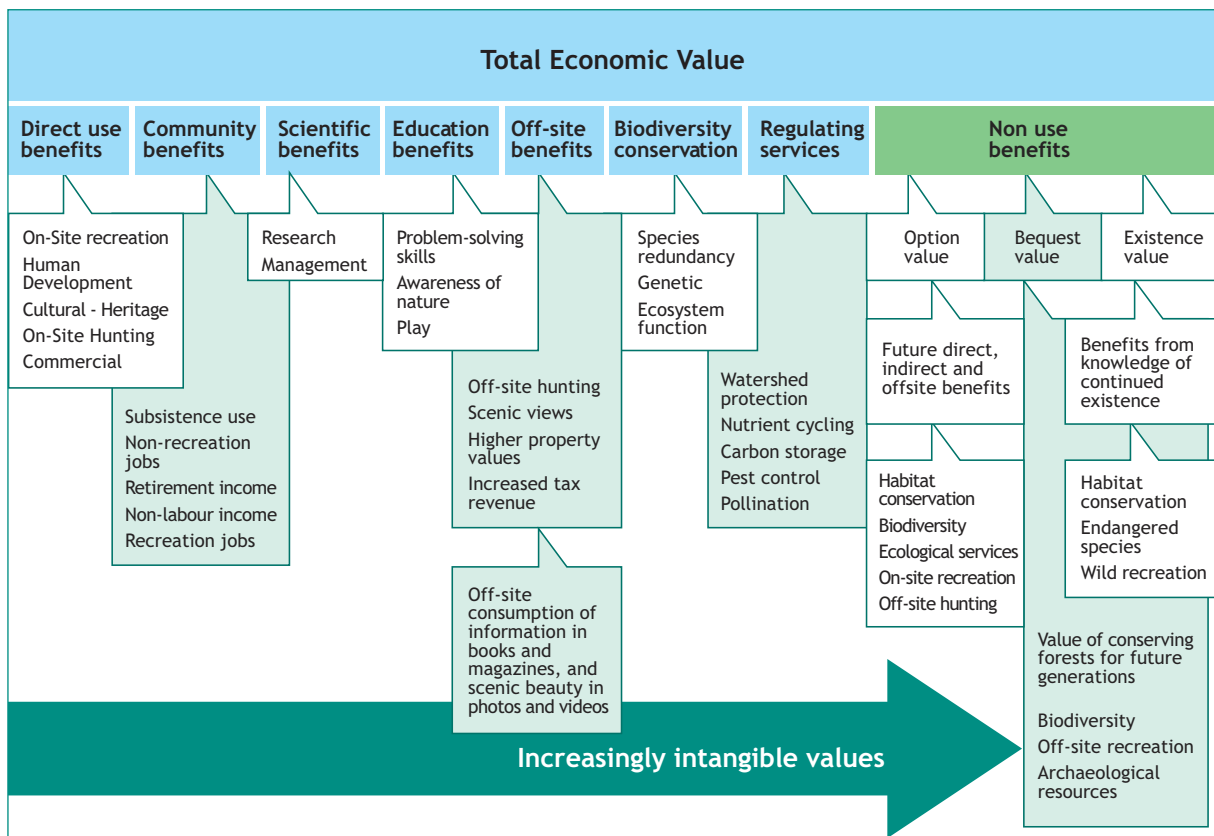 Total Economic Value
Direct use
benefits
Community
benefits
Scientific
benefits
Education
benefits
Off-site
benefits
Biodiversity
conservation
Regulating
services
Non use
benefits
On-Site recreation
Human
Development
Cultural - Heritage
On-Site Hunting
Commercial
Subsistence use
Non-recreation
jobs
Retirement income
Non-labour income
Recreation jobs
Research
Management
Problem-solving
skills
Awareness of
nature
Play
Off-site hunting
Scenic views
Higher property
values
Increased tax
revenue
Off-site
consumption of
information in
books and
magazines, and
scenic beauty in
photos and videos
Species
redundancy
Genetic
Ecosystem
function
Watershed
protection
Nutrient cycling
Carbon storage
Pest control
Pollination
Option
value
Future direct,
indirect and
offsite benefits
Habitat
conservation
Biodiversity
Ecological services
On-site recreation
Off-site hunting
Bequest
value
Value of conserving
forests for future
generations
Biodiversity
Off-site recreation
Archaeological
resources
Existence
value
Benefits from
knowledge of
continued
existence
Habitat
conservation
Endangered
species
Wild recreation
Increasingly intangible values